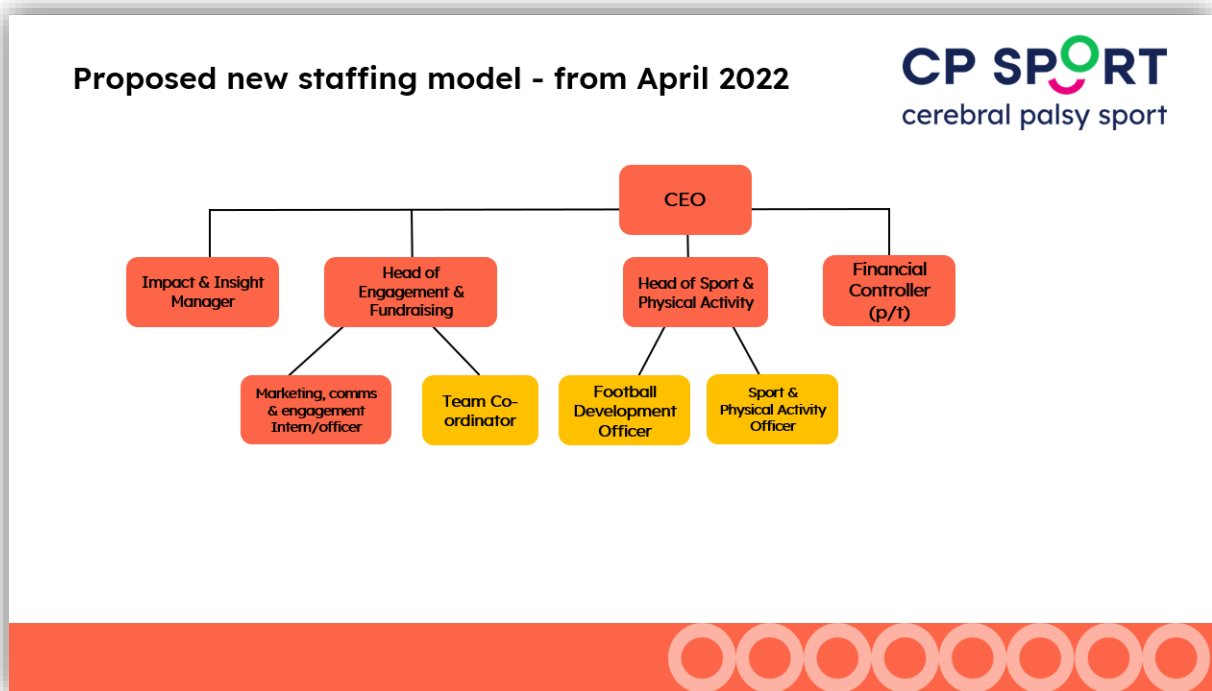 Proposed new staffing model - from April 2022
CP SPORT
cerebral palsy sport
CEO
Impact & Insight
Manager
Head of
Engagement &
Fundraising
Head of Sport &
Physical Activity
Financial
Controller
(p/t)
Marketing, comms
& engagement
Intern/officer
Team Co-
ordinator
Football
Development
Officer
Sport &
Physical Activity
Officer